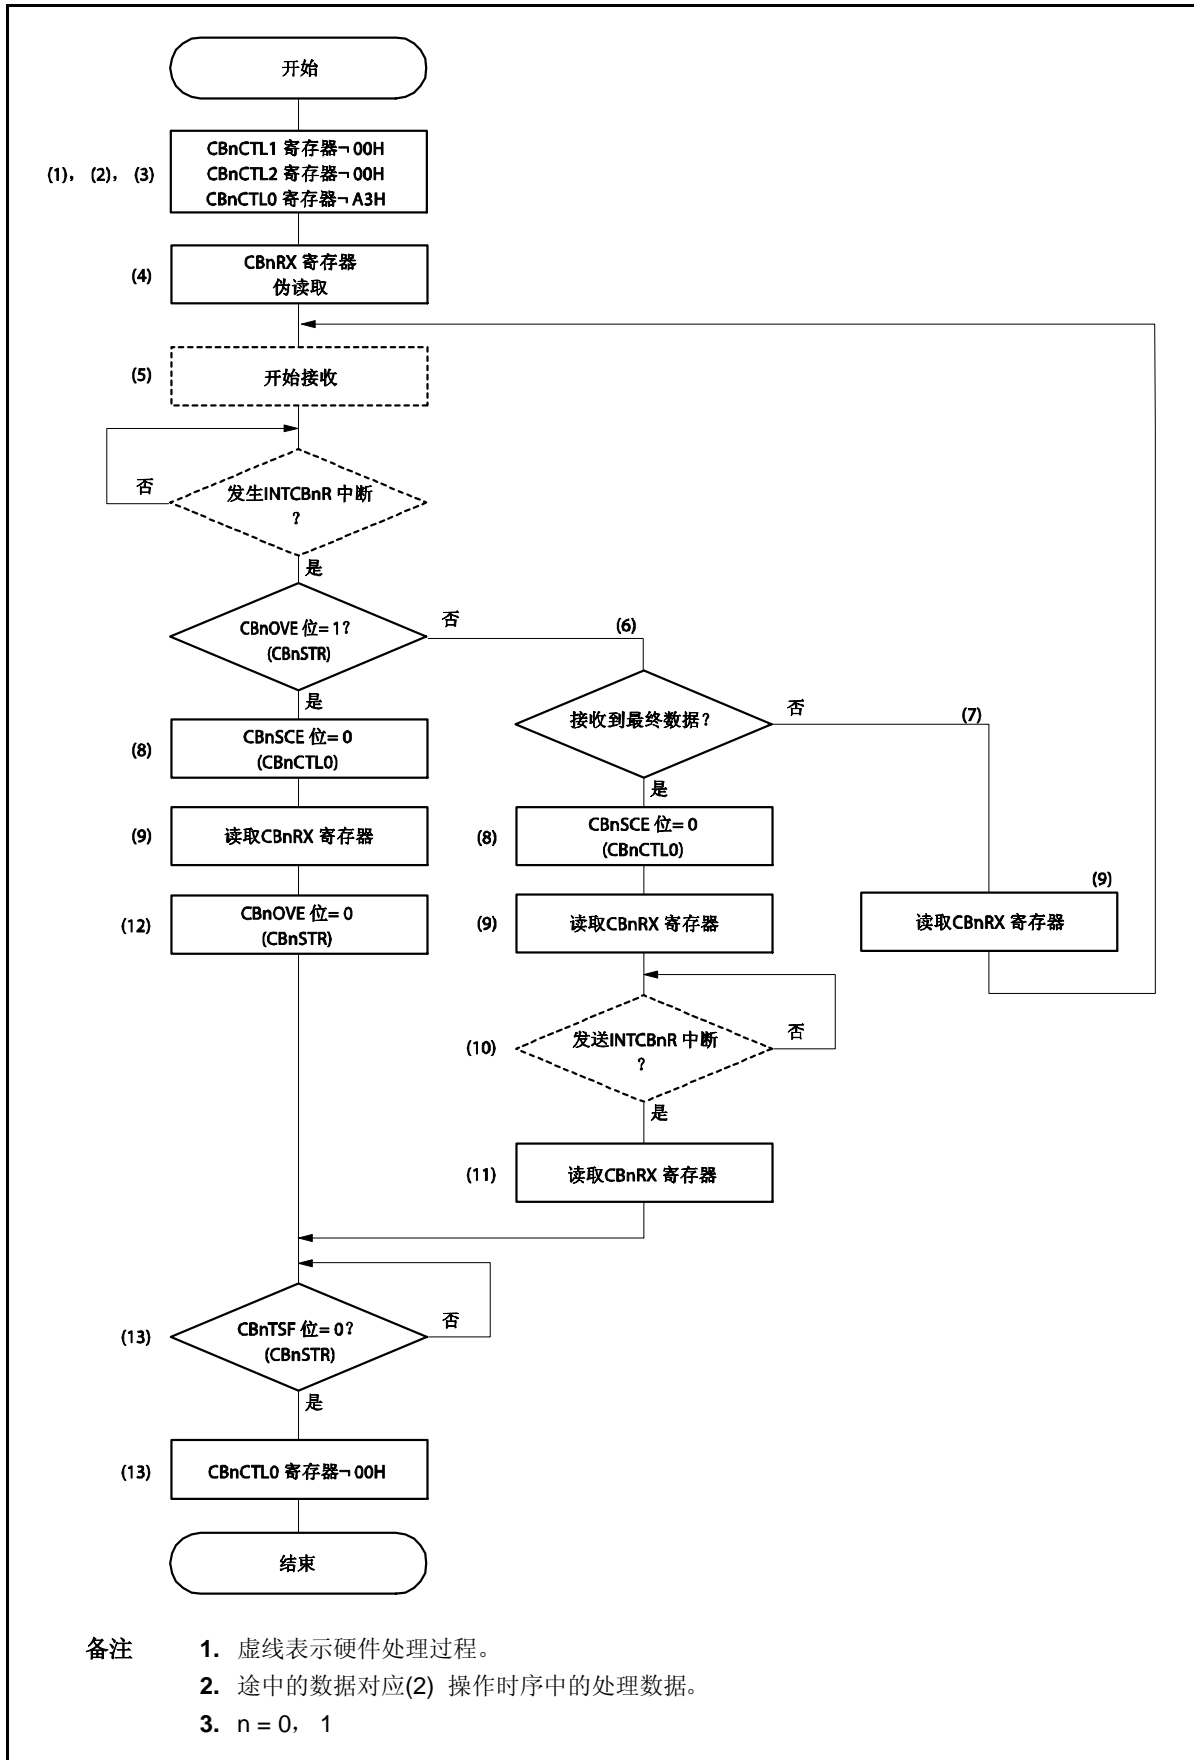 开始
(1)，(2)，(3)
CBnCTL1 寄存器¬ 00H
CBnCTL2 寄存器¬ 00H
CBnCTL0 寄存器¬ A3H
(4)
CBnRX 寄存器
伪读取
(5)
开始接收
否
发生INTCBnR 中断
？
是
CBnOVE 位= 1？
(CBnSTR)
否
(6)
是
接收到最终数据？
否
(7)
(8)
CBnSCE 位= 0
(CBnCTL0)
是
(9)
读取CBnRX 寄存器
(8)
CBnSCE 位= 0
(CBnCTL0)
(9)
(12)
CBnOVE 位= 0
(CBnSTR)
(9)
读取CBnRX 寄存器
读取CBnRX 寄存器
(10)
发送INTCBnR 中断
？
否
是
(11)
读取CBnRX 寄存器
(13)
CBnTSF 位= 0？
(CBnSTR)
否
是
(13)
CBnCTL0 寄存器¬ 00H
结束
备注 1. 虚线表示硬件处理过程。
2. 途中的数据对应(2) 操作时序中的处理数据。
3. n = 0， 1